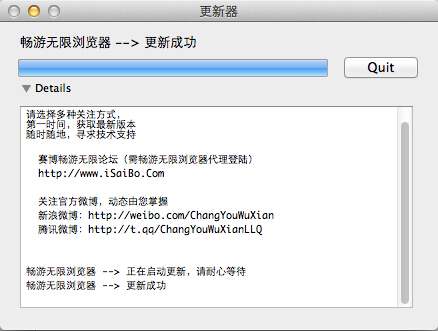 更新器
畅游无限浏览器 --> 更新成功
Quit
Details
请选择多种关注方式,
第一时间, 获取最新版本
随时随地, 寻求技术支持
赛博畅游无限论坛（需畅游无限浏览器代理登陆）
http://www.iSaiBo.Com
关注官方微博, 动态由您掌握
新浪微博: http://weibo.com/ChangYouWuXian
腾讯微博: http://t.qq/ChangYouWuXianLLQ
畅游无限浏览器 --> 正在启动更新, 请耐心等待
畅游无限浏览器 --> 更新成功